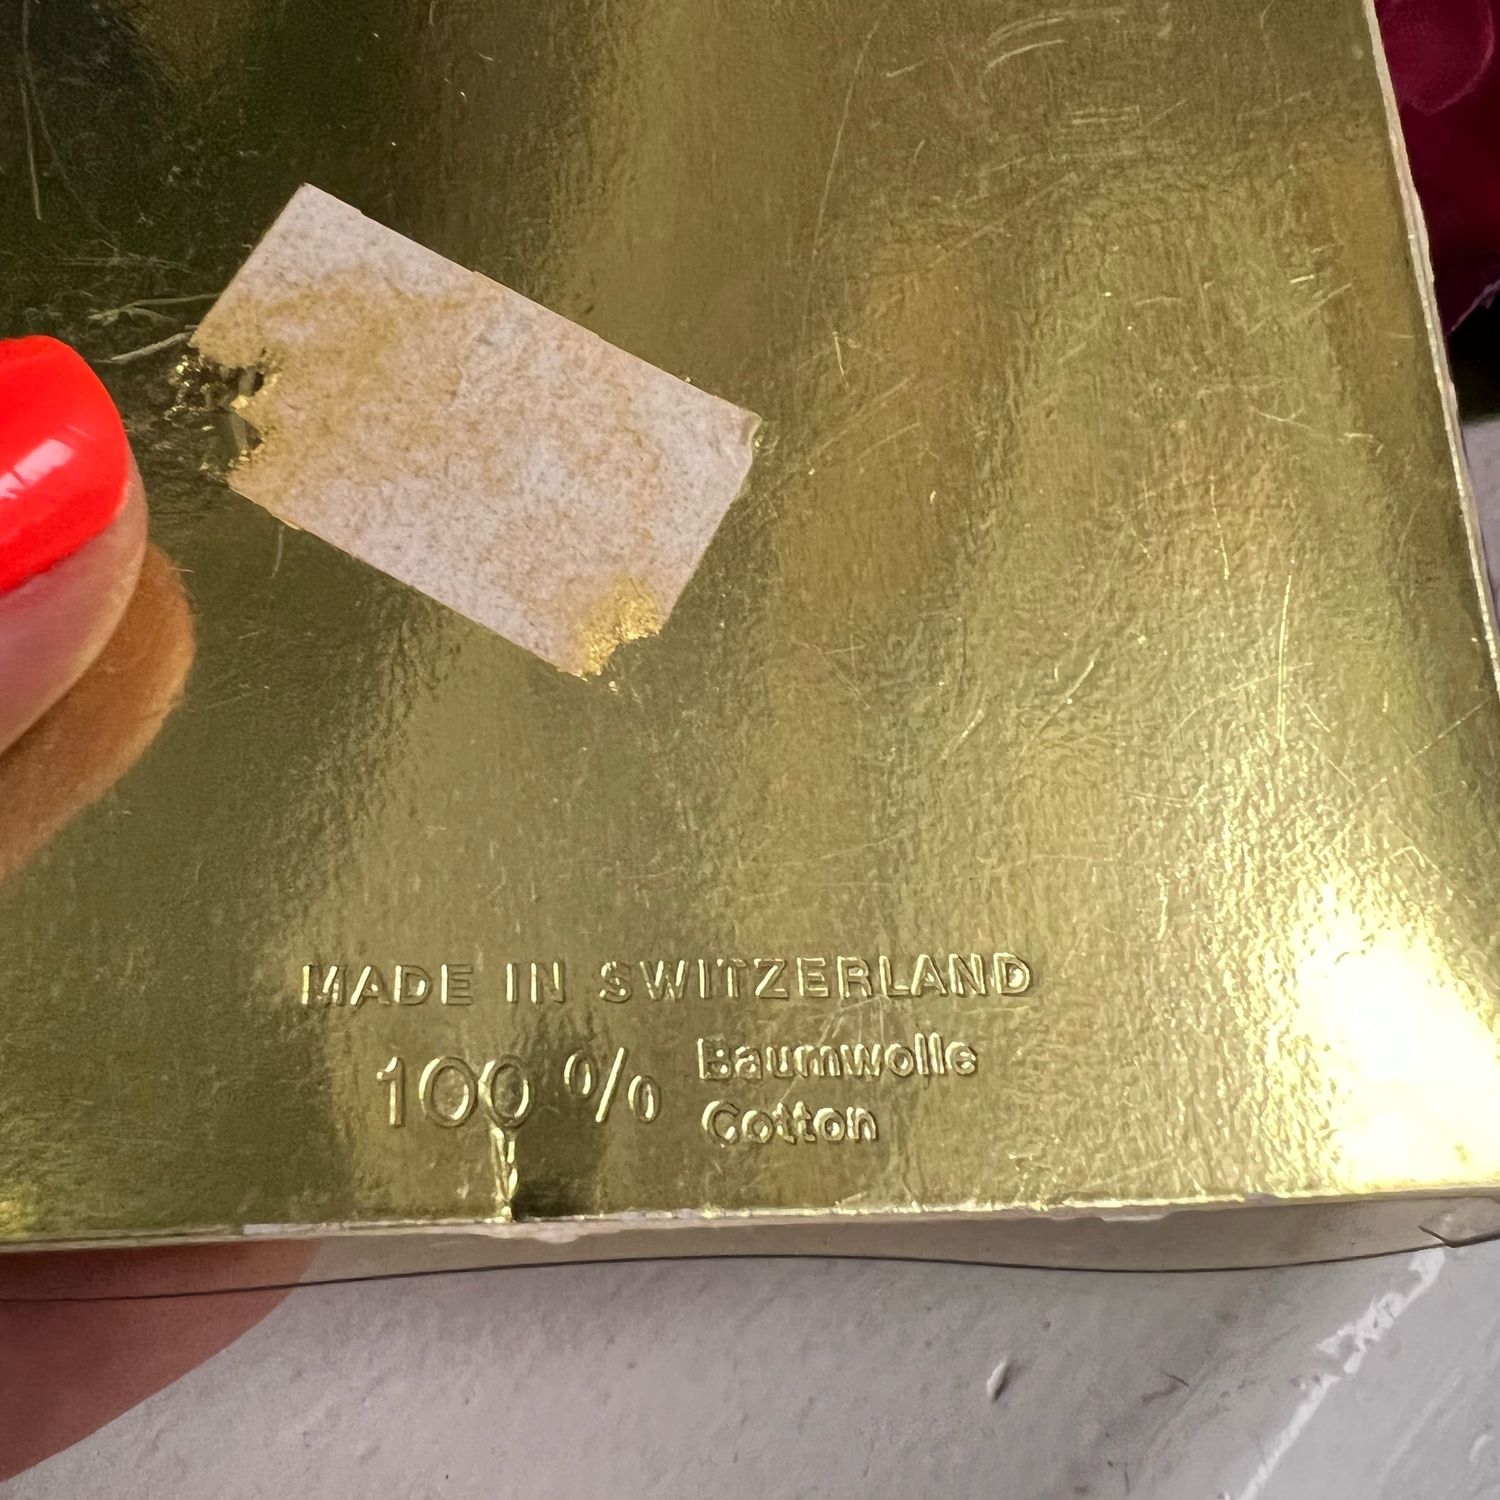 MADE IN SWITZERLAND
100 % Baumwolle
Cotton